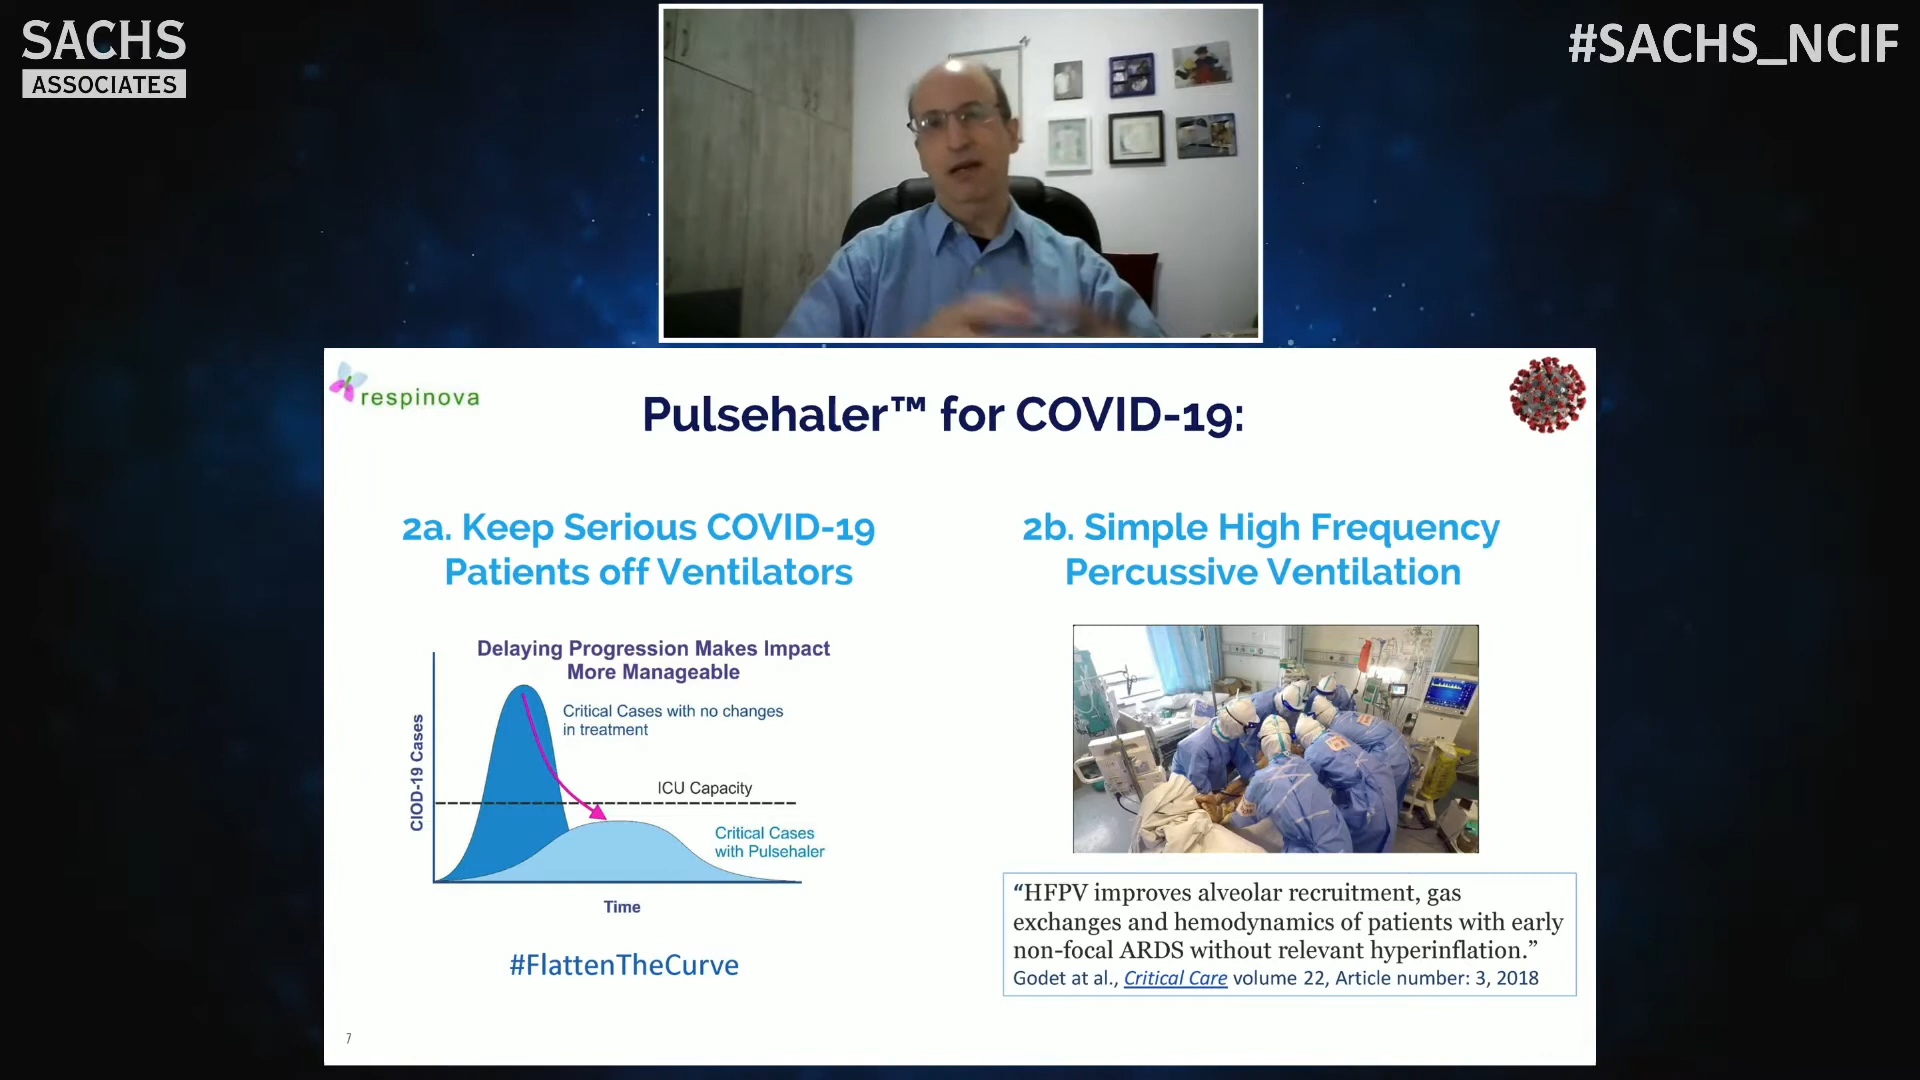 SACHS
ASSOCIATES
#SACHS_NCIF
respinova
Pulsehaler™ for COVID-19:
2a. Keep Serious COVID-19
Patients off Ventilators
Delaying Progression Makes Impact
More Manageable
Critical Cases with no changes
in treatment
ICU Capacity
Critical Cases
with Pulsehaler
CIOD-19 Cases
Time
#FlattenTheCurve
2b. Simple High Frequency
Percussive Ventilation
“HFPV improves alveolar recruitment, gas
exchanges and hemodynamics of patients with early
non-focal ARDS without relevant hyperinflation.”
Godet at al., Critical Care volume 22, Article number: 3, 2018
7